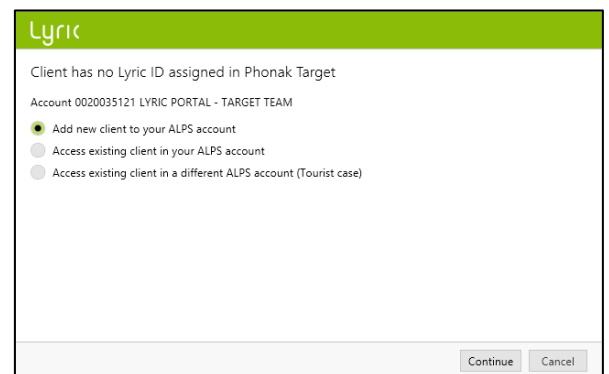 Lyric
Client has no Lyric ID assigned in Phonak Target
Account 0020035121 LYRIC PORTAL - TARGET TEAM
Add new client to your ALPS account
Access existing client in your ALPS account
Access existing client in a different ALPS account (Tourist case)
Continue Cancel